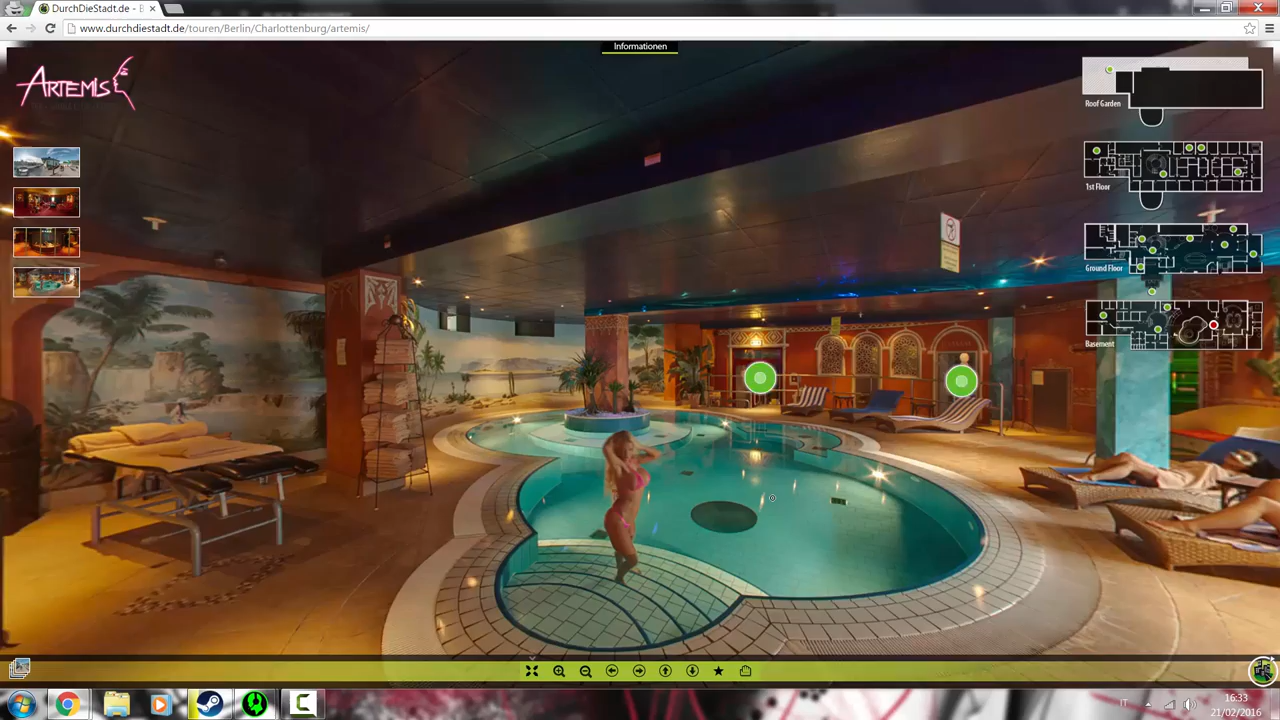 DurchDieStadt.de -
www.durchdiestadt.de/touren/Berlin/Charlottenburg/artemis/
Informationen
ARTEMIS
Roof Garden
1st Floor
Ground Floor
Basement
IT
16:33
21/02/2016